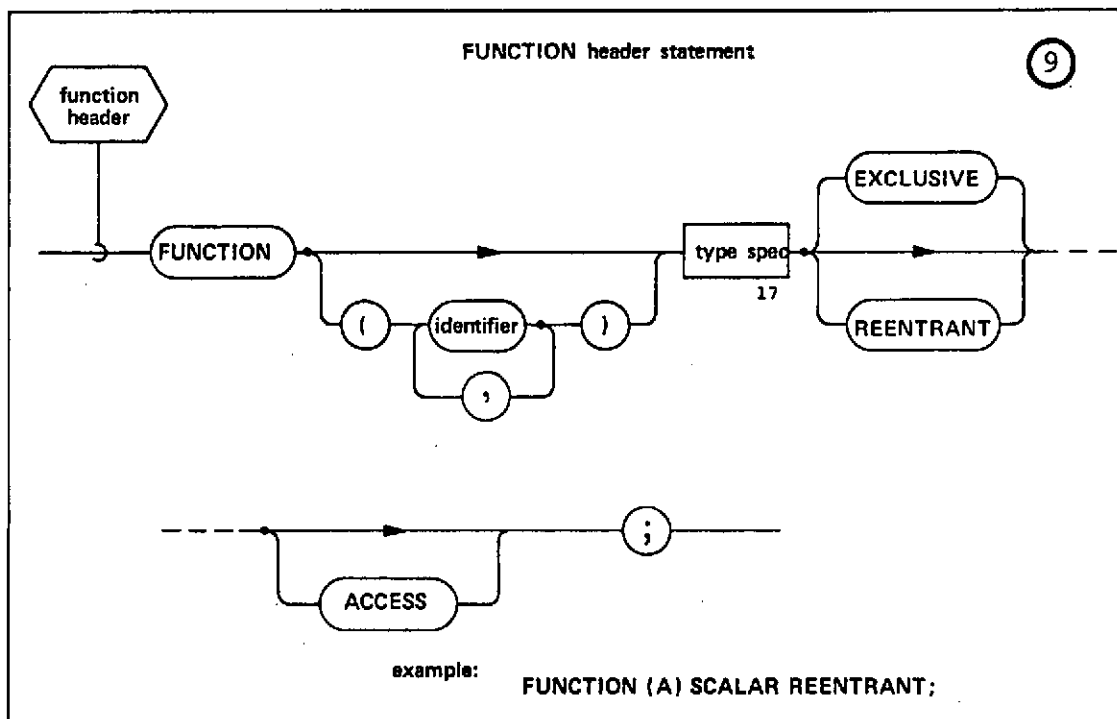 FUNCTION header statement
9
function
header
EXCLUSIVE
FUNCTION
type spec
17
( identifier )
REENTRANT
,
;
ACCESS
example:
FUNCTION (A) SCALAR REENTRANT;